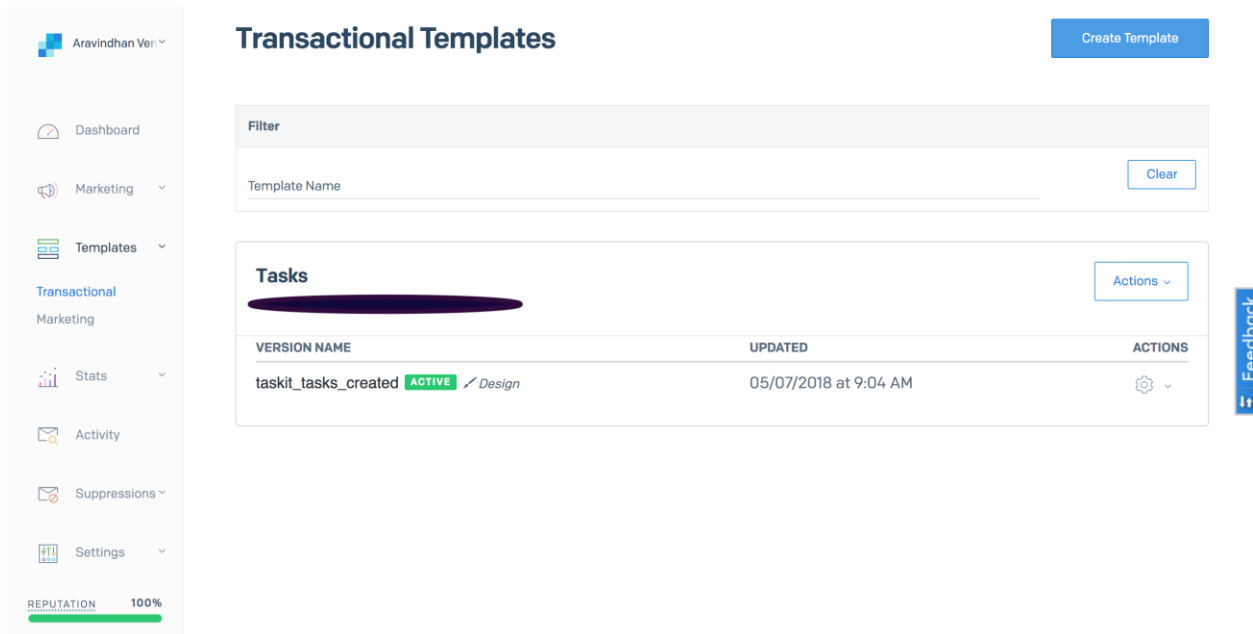 Aravindhan Ven
Dashboard
Marketing
Templates
Transactional
Marketing
Stats
Activity
Suppressions
Settings
REPUTATION 100%
Transactional Templates
Create Template
Filter
Template Name
Clear
Tasks
Actions
VERSION NAME UPDATED ACTIONS
taskit_tasks_created ACTIVE Design 05/07/2018 at 9:04 AM
Feedback